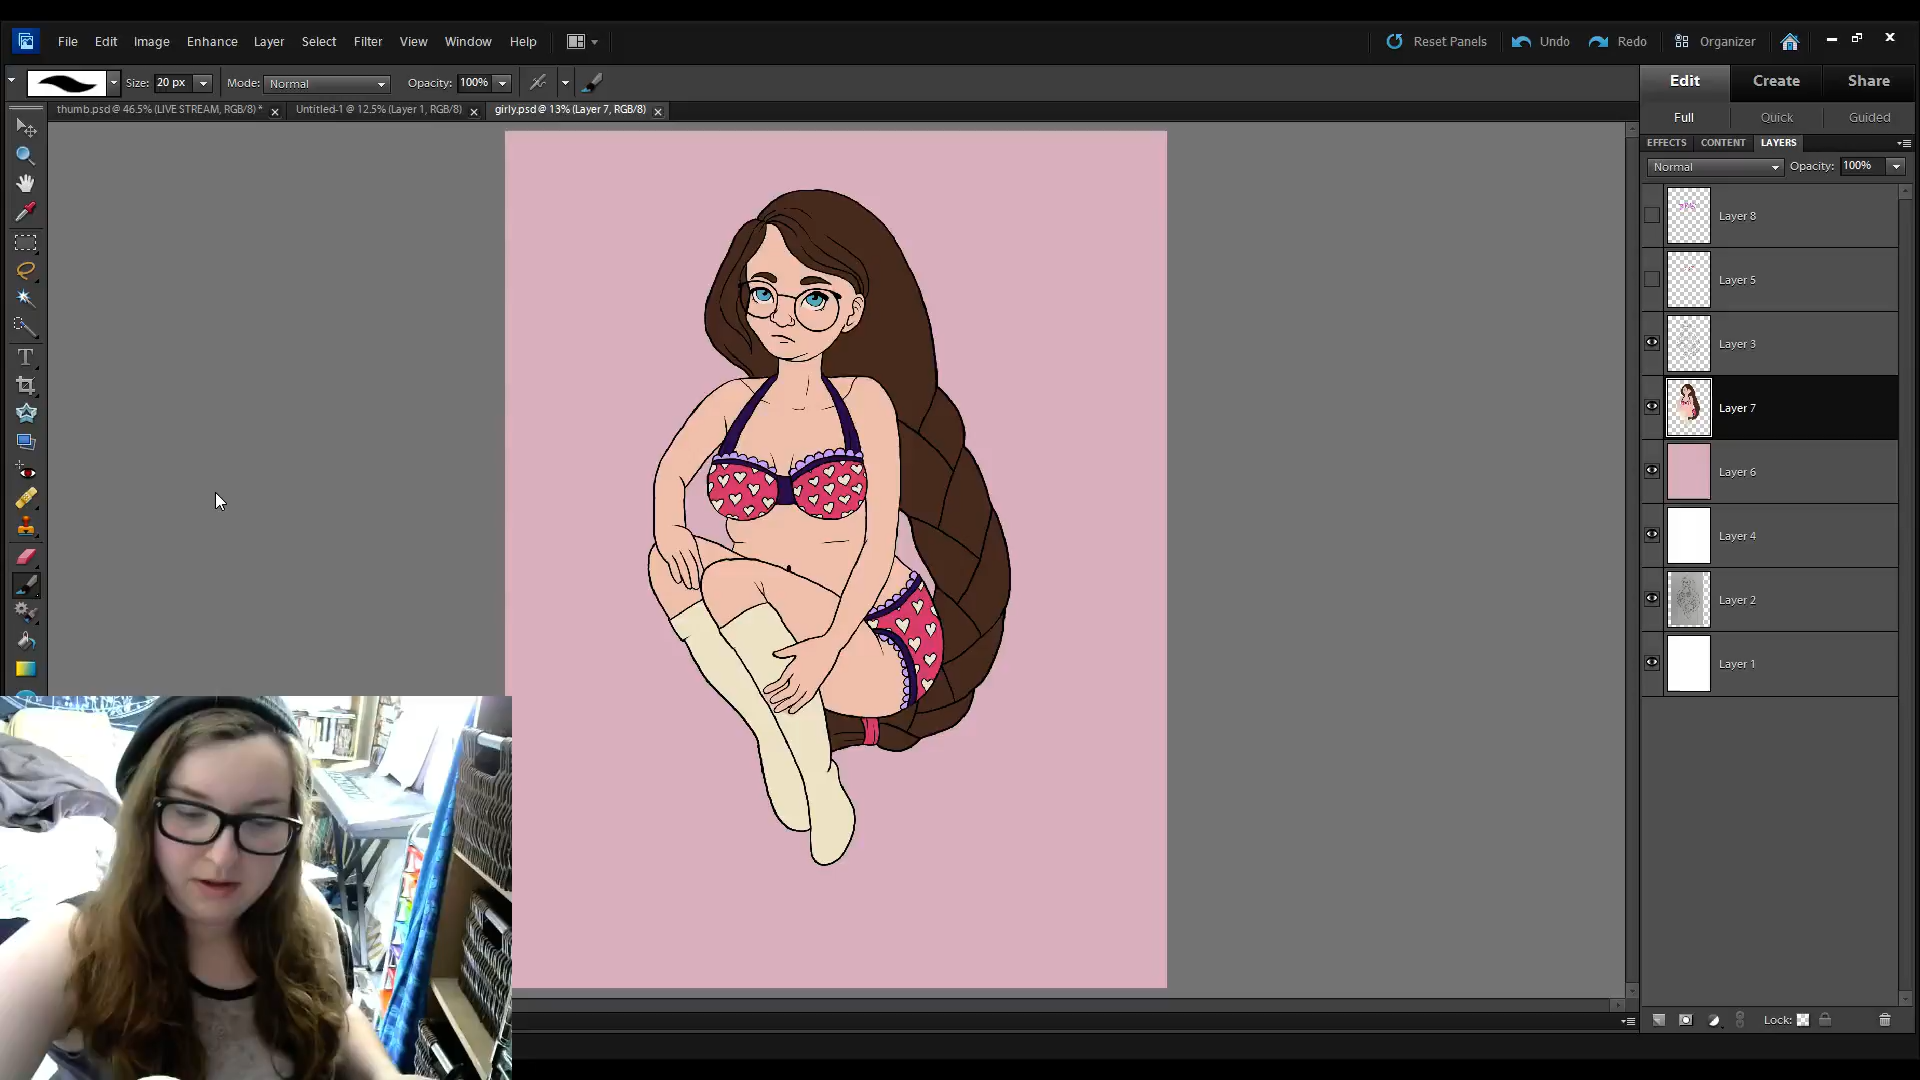 File Edit Image Enhance Layer Select Filter View Window Help
Reset Panels Undo Redo Organizer
Size: 20 px Mode: Normal Opacity: 100%
Edit Create Share
thumb.psd @ 46.5% (LIVE STREAM, RGB/8) * Untitled-1 @ 12.5% (Layer 1, RGB/8) girly.psd @ 13% (Layer 7, RGB/8)
Full Quick Guided
EFFECTS CONTENT LAYERS
Normal Opacity: 100%
Layer 8
Layer 5
Layer 3
Layer 7
Layer 6
Layer 4
Layer 2
Layer 1
Lock: